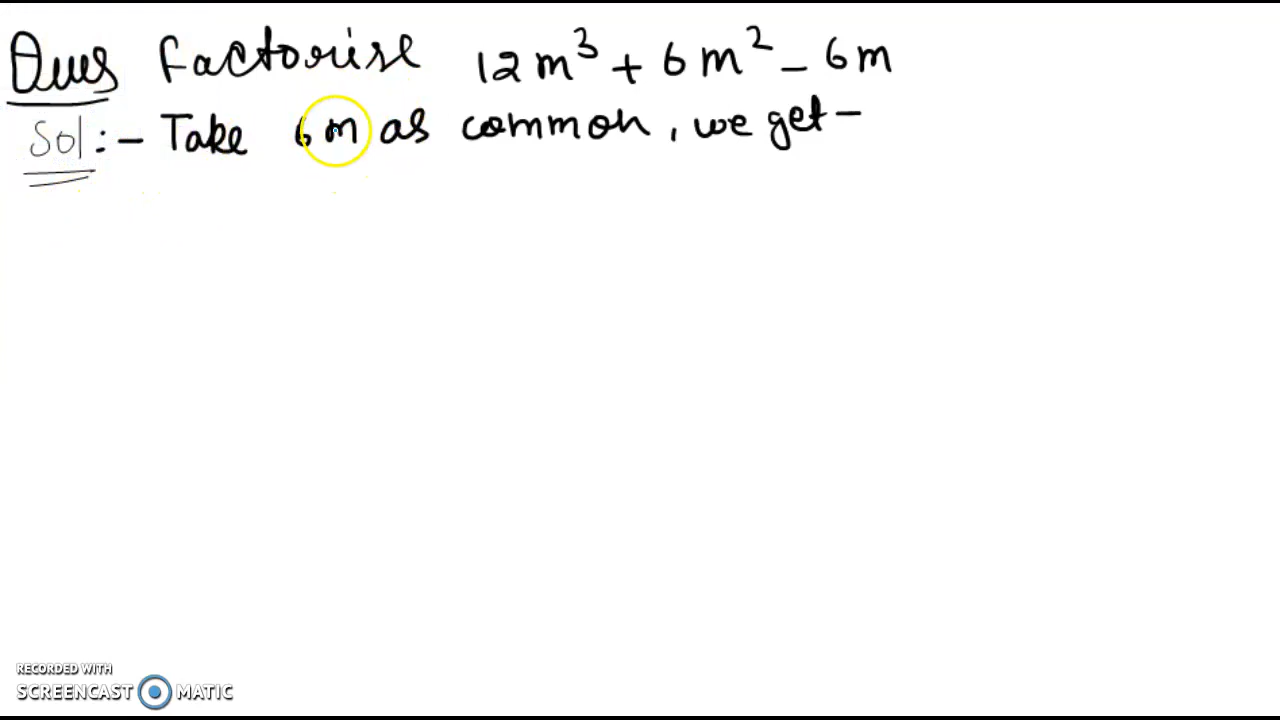 Ques Factorise 12m³ + 6m² - 6m
Sol :- Take 6m as common, we get -
RECORDED WITH
SCREENCAST MATIC